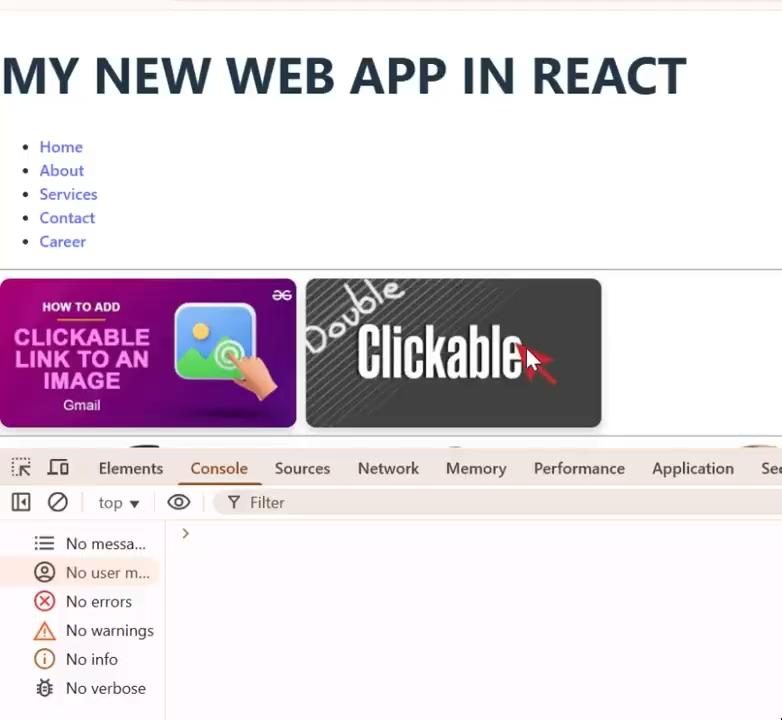 MY NEW WEB APP IN REACT
Home
About
Services
Contact
Career
HOW TO ADD
CLICKABLE
LINK TO AN
IMAGE
Gmail
Double
Clickable
Elements Console Sources Network Memory Performance Application
top Filter
No messa...
No user m...
No errors
No warnings
No info
No verbose